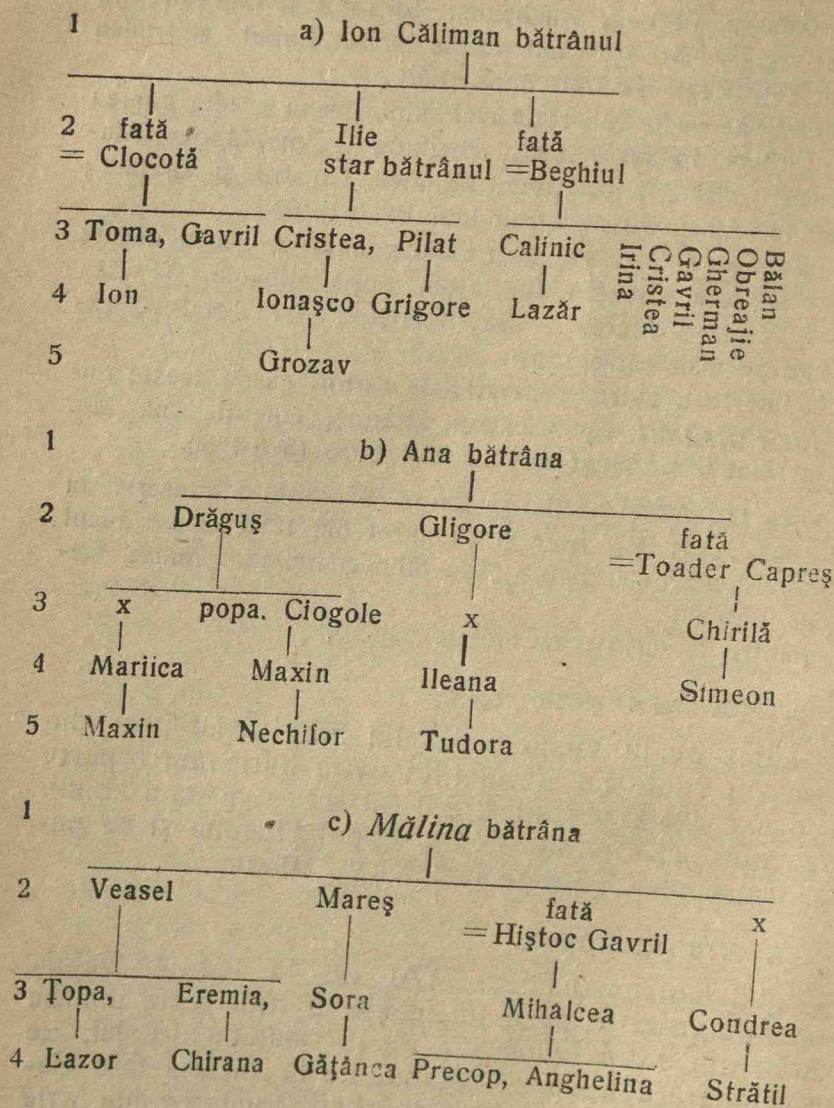 1 a) Ion Căliman bătrânul
2 fată Ilie fată
= Clocotă star bătrânul =Beghiul
3 Toma, Gavril Cristea, Pilat Calinic Irina Cristea Gavril Gherman Obreajie Bălan
4 Ion Ionaşco Grigore Lazăr
5 Grozav
1 b) Ana bătrâna
2 Drăguş Gligore fată
=Toader Capreş
3 x popa. Ciogole x Chirilă
4 Mariica Maxin Ileana Simeon
5 Maxin Nechifor Tudora
1 c) Mălina bătrâna
2 Veasel Mareş fată x
= Hiştoc Gavril
3 Ţopa, Eremia, Sora Mihalcea Condrea
4 Lazor Chirana Găţânca Precop, Anghelina Strătil